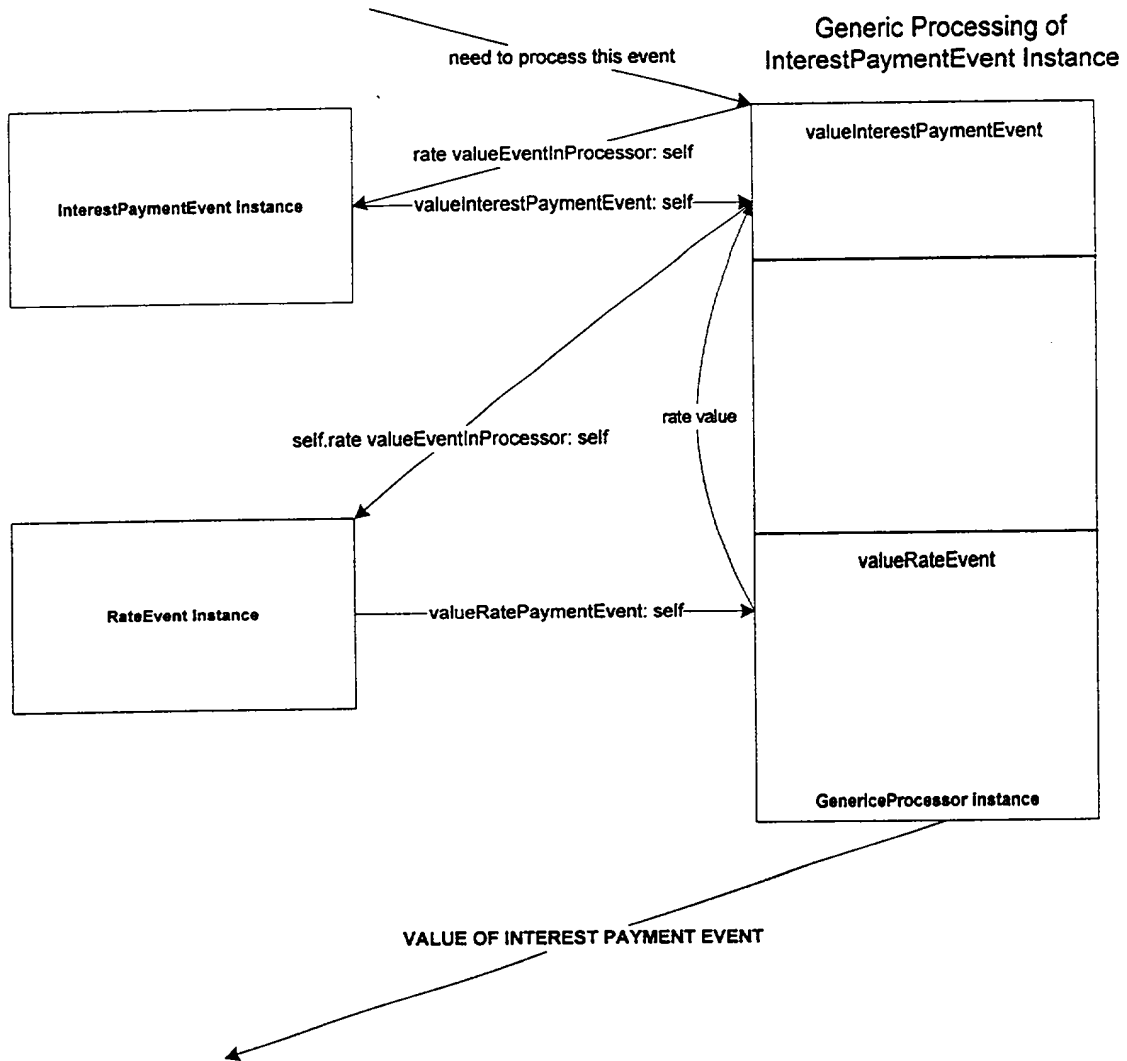 Generic Processing of
InterestPaymentEvent Instance
need to process this event
valueInterestPaymentEvent
rate valueEventInProcessor: self
InterestPaymentEvent Instance
valueInterestPaymentEvent: self
rate value
self.rate valueEventInProcessor: self
valueRateEvent
RateEvent Instance
valueRatePaymentEvent: self
GenericeProcessor instance
VALUE OF INTEREST PAYMENT EVENT